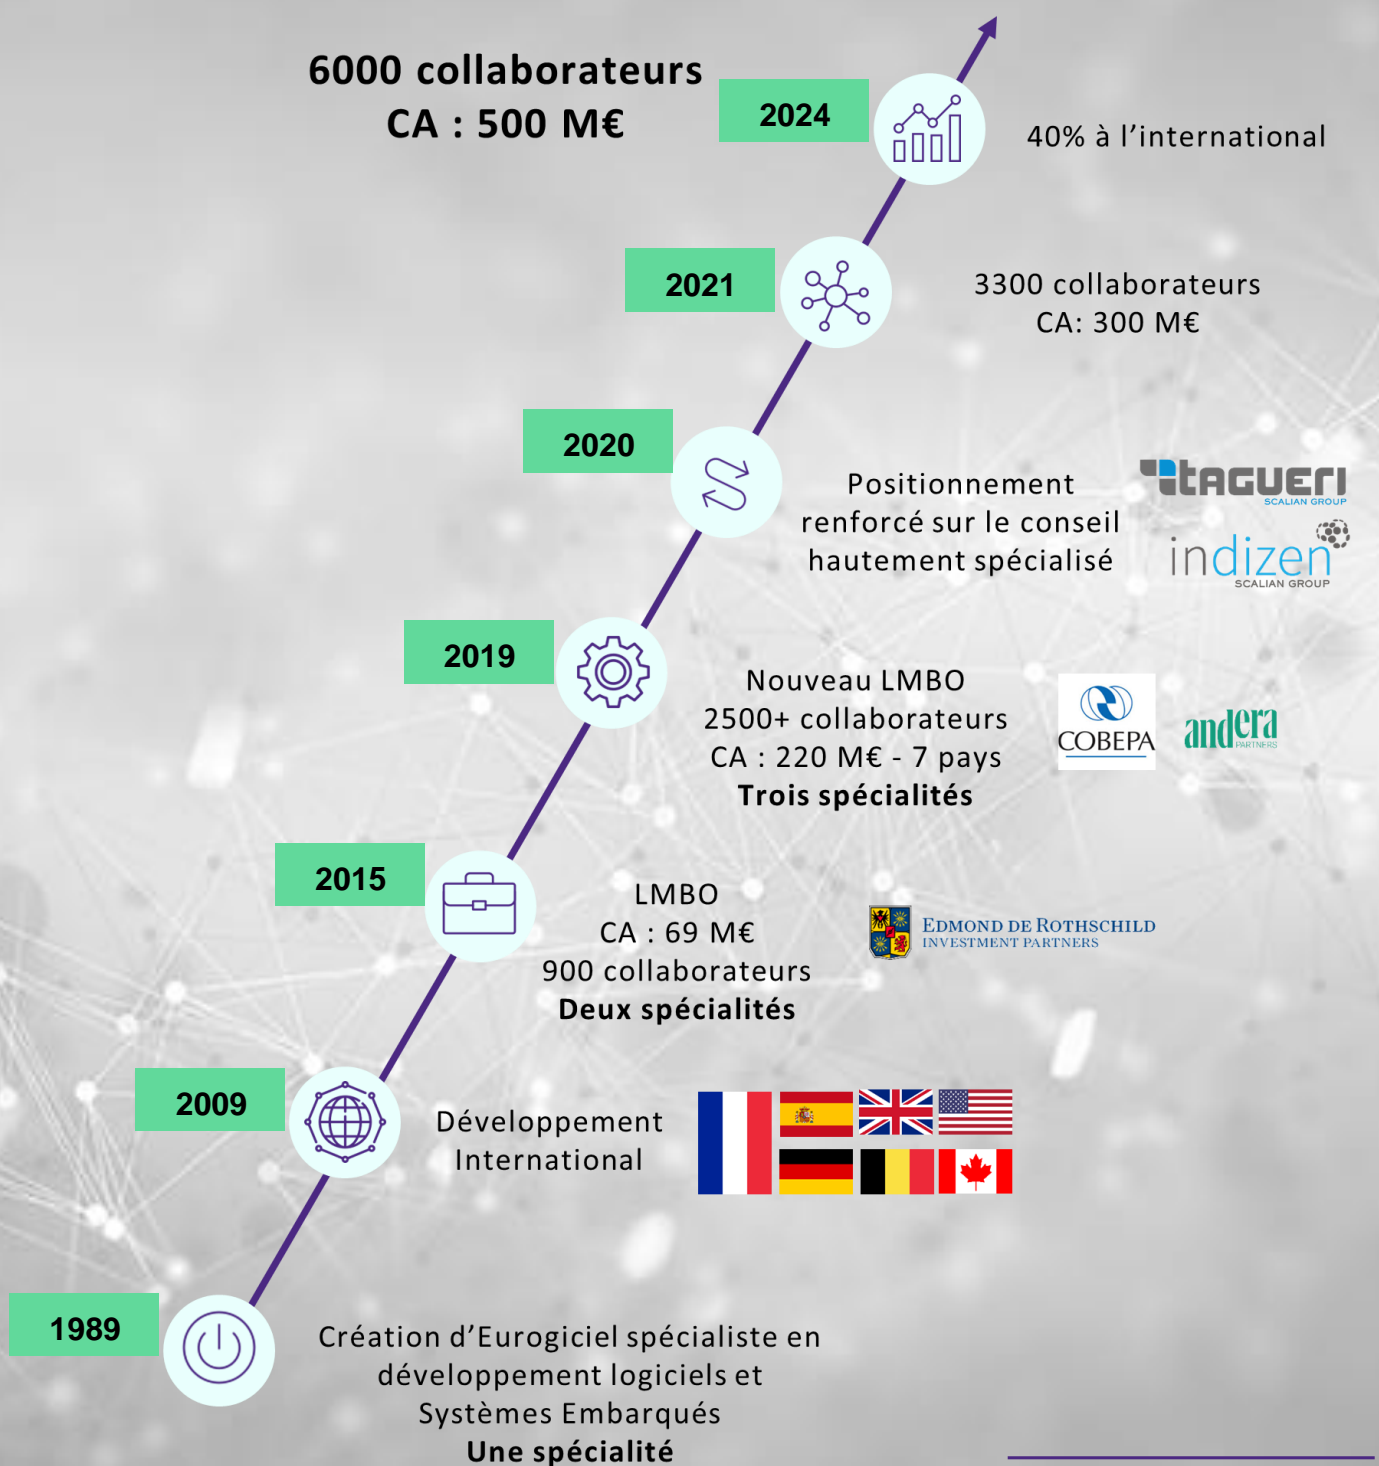 6000 collaborateurs
CA : 500 M€
2024
40% à l’international
2021
3300 collaborateurs
CA: 300 M€
2020
Positionnement
renforcé sur le conseil
hautement spécialisé
tAGUERI
SCALIAN GROUP
indizen
SCALIAN GROUP
2019
Nouveau LMBO
2500+ collaborateurs
CA : 220 M€ - 7 pays
Trois spécialités
COBEPA
andera
PARTNERS
2015
LMBO
CA : 69 M€
900 collaborateurs
Deux spécialités
EDMOND DE ROTHSCHILD
INVESTMENT PARTNERS
2009
Développement
International
1989
Création d’Eurogiciel spécialiste en
développement logiciels et
Systèmes Embarqués
Une spécialité